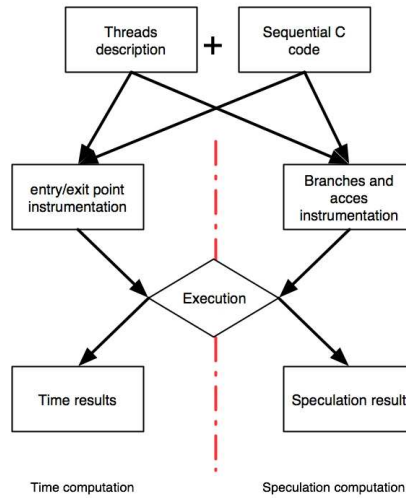 Threads
description
+
Sequential C
code
entry/exit point
instrumentation
Branches and
acces
instrumentation
Execution
Time results
Speculation result
Time computation
Speculation computation